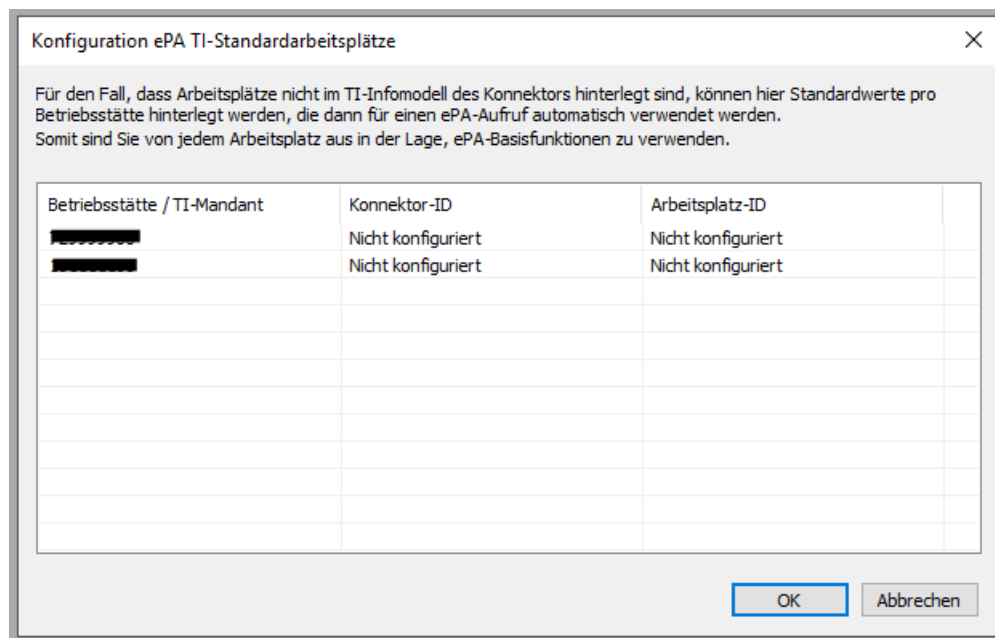 Konfiguration ePA TI-Standardarbeitsplätze
Für den Fall, dass Arbeitsplätze nicht im TI-Infomodell des Konnektors hinterlegt sind, können hier Standardwerte pro
Betriebsstätte hinterlegt werden, die dann für einen ePA-Aufruf automatisch verwendet werden.
Somit sind Sie von jedem Arbeitsplatz aus in der Lage, ePA-Basisfunktionen zu verwenden.
Betriebsstätte / TI-Mandant Konnektor-ID Arbeitsplatz-ID
Nicht konfiguriert Nicht konfiguriert
Nicht konfiguriert Nicht konfiguriert
OK Abbrechen